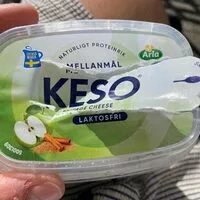 NATURLIGT PROTEINRIK
MELLANMÅL
Arla
KESO
CHEESE
LAKTOSFRI